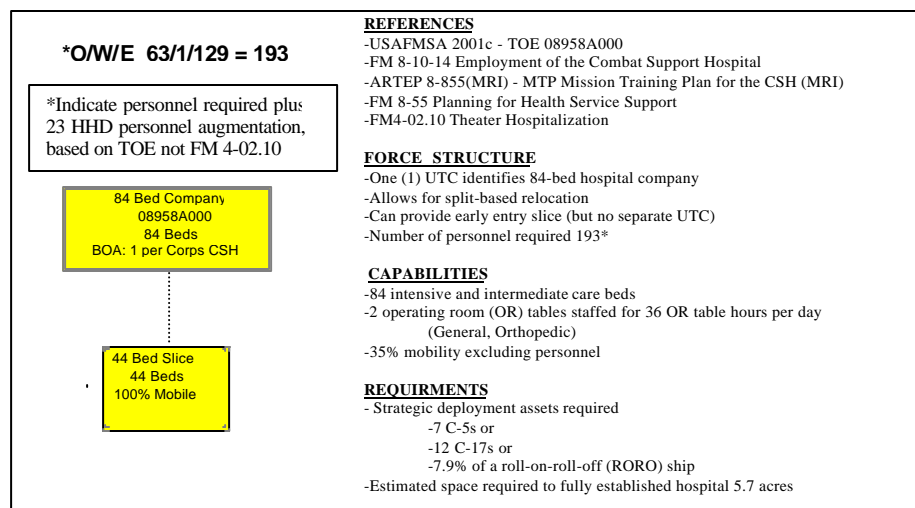 *O/W/E 63/1/129 = 193
*Indicate personnel required plus
23 HHD personnel augmentation,
based on TOE not FM 4-02.10
84 Bed Company
08958A000
84 Beds
BOA: 1 per Corps CSH
44 Bed Slice
44 Beds
100% Mobile
REFERENCES
-USAFMSA 2001c - TOE 08958A000
-FM 8-10-14 Employment of the Combat Support Hospital
-ARTEP 8-855(MRI) - MTP Mission Training Plan for the CSH (MRI)
-FM 8-55 Planning for Health Service Support
-FM4-02.10 Theater Hospitalization
FORCE STRUCTURE
-One (1) UTC identifies 84-bed hospital company
-Allows for split-based relocation
-Can provide early entry slice (but no separate UTC)
-Number of personnel required 193*
CAPABILITIES
-84 intensive and intermediate care beds
-2 operating room (OR) tables staffed for 36 OR table hours per day
(General, Orthopedic)
-35% mobility excluding personnel
REQUIRMENTS
- Strategic deployment assets required
-7 C-5s or
-12 C-17s or
-7.9% of a roll-on-roll-off (RORO) ship
-Estimated space required to fully established hospital 5.7 acres